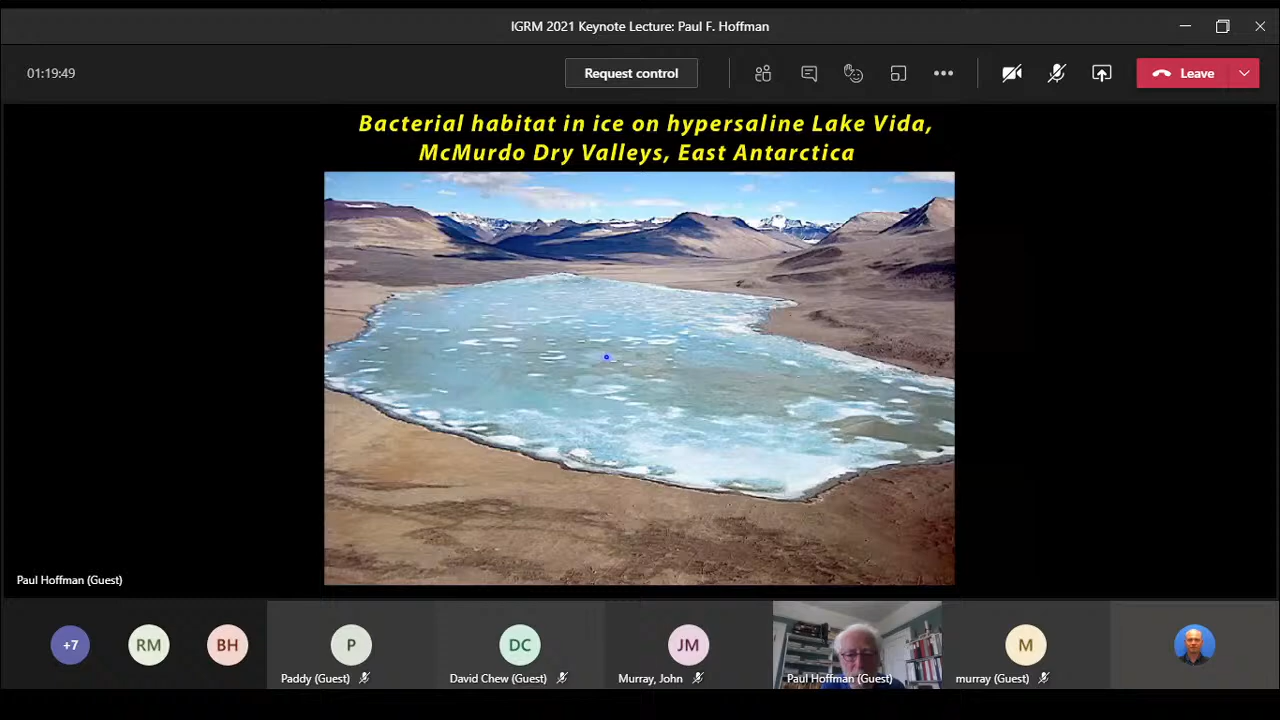 IGRM 2021 Keynote Lecture: Paul F. Hoffman
01:19:49
Request control
Leave
Bacterial habitat in ice on hypersaline Lake Vida,
McMurdo Dry Valleys, East Antarctica
Paul Hoffman (Guest)
+7
RM
BH
P
Paddy (Guest)
DC
David Chew (Guest)
JM
Murray, John
Paul Hoffman (Guest)
M
murray (Guest)